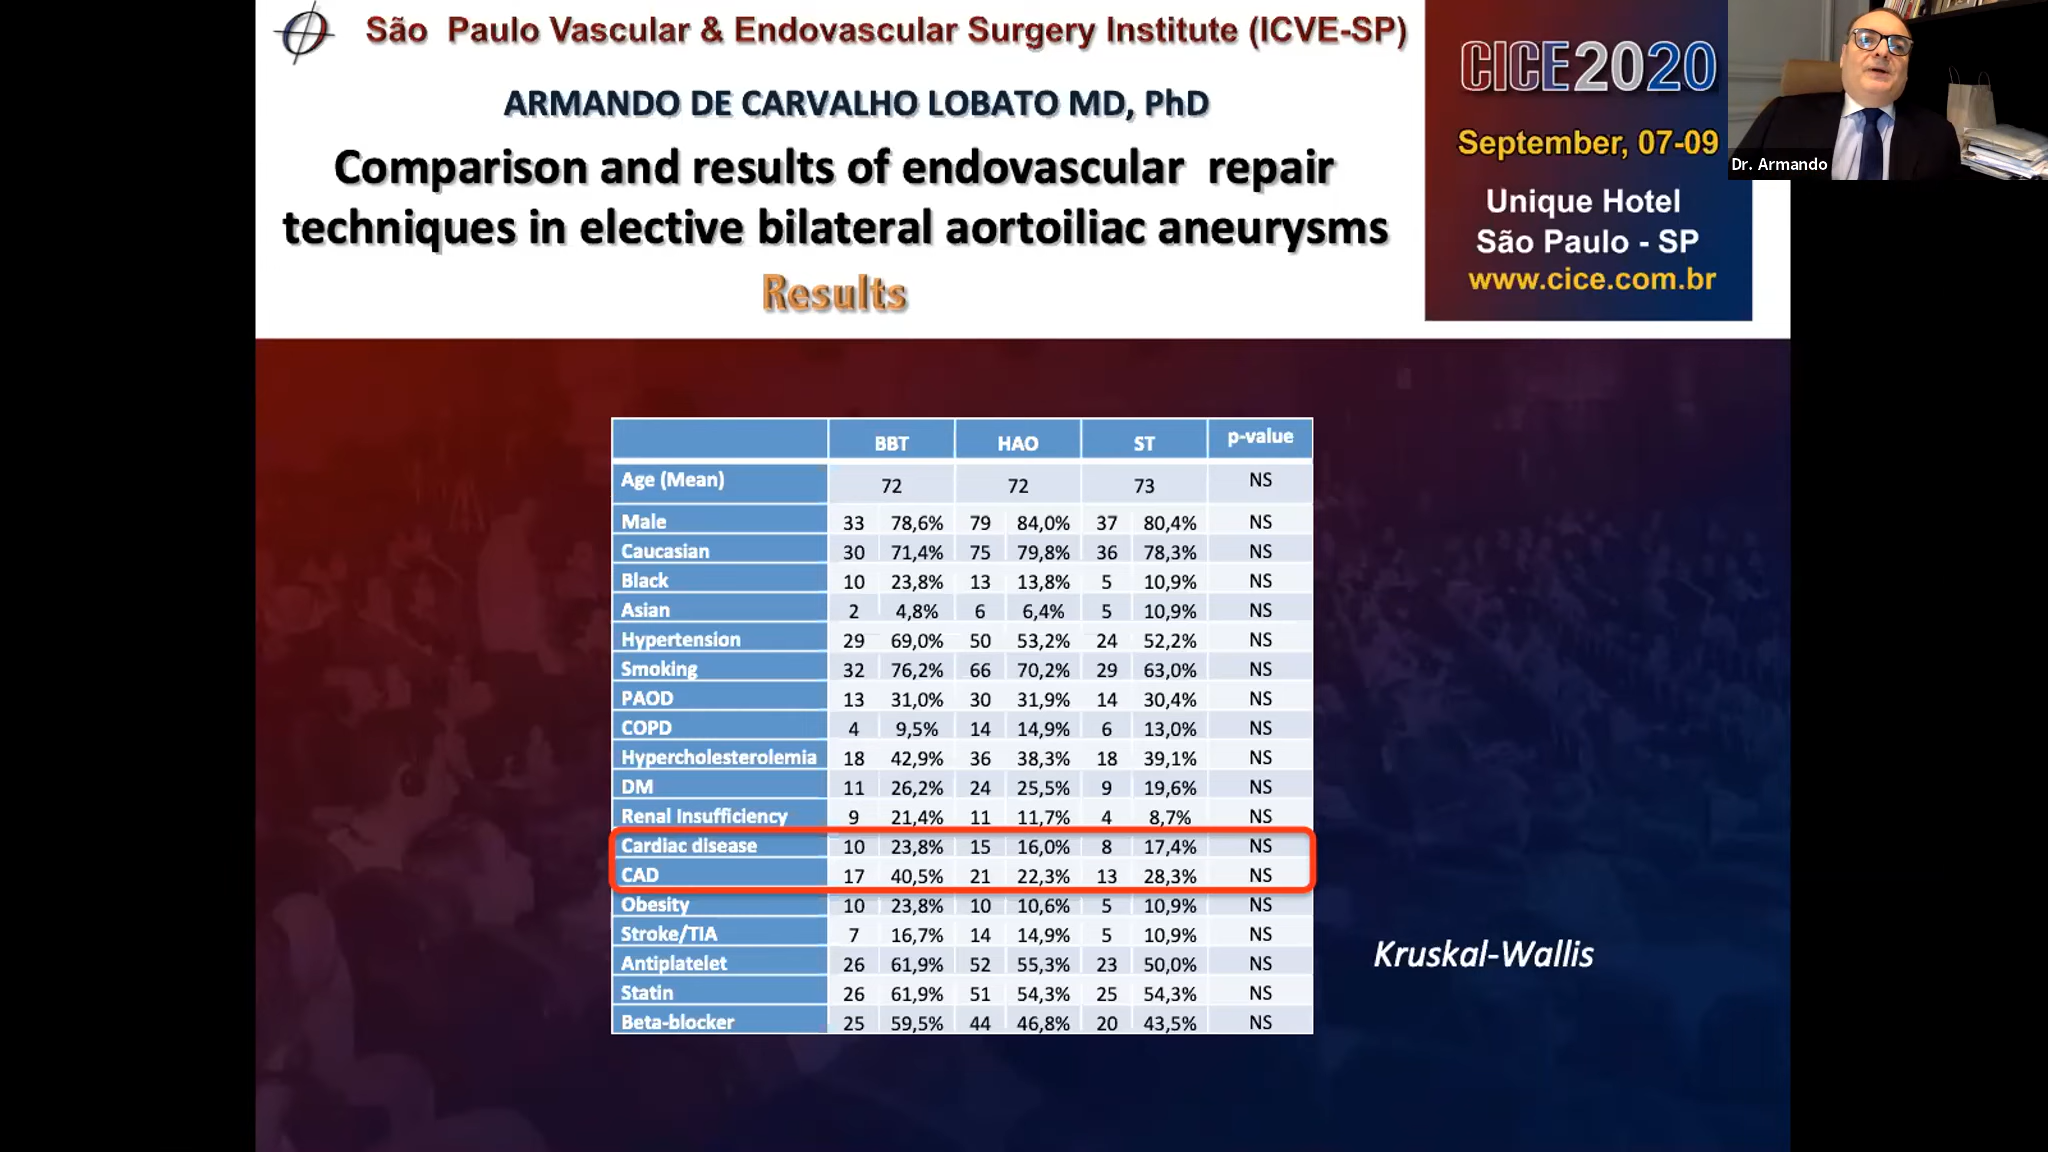 São Paulo Vascular & Endovascular Surgery Institute (ICVE-SP)
ARMANDO DE CARVALHO LOBATO MD, PhD
Comparison and results of endovascular repair
techniques in elective bilateral aortoiliac aneurysms
Results
CICE2020
September, 07-09
Unique Hotel
São Paulo - SP
www.cice.com.br
Dr. Armando
BBT HAO ST p-value
Age (Mean) 72 72 73 NS
Male 33 78,6% 79 84,0% 37 80,4% NS
Caucasian 30 71,4% 75 79,8% 36 78,3% NS
Black 10 23,8% 13 13,8% 5 10,9% NS
Asian 2 4,8% 6 6,4% 5 10,9% NS
Hypertension 29 69,0% 50 53,2% 24 52,2% NS
Smoking 32 76,2% 66 70,2% 29 63,0% NS
PAOD 13 31,0% 30 31,9% 14 30,4% NS
COPD 4 9,5% 14 14,9% 6 13,0% NS
Hypercholesterolemia 18 42,9% 36 38,3% 18 39,1% NS
DM 11 26,2% 24 25,5% 9 19,6% NS
Renal Insufficiency 9 21,4% 11 11,7% 4 8,7% NS
Cardiac disease 10 23,8% 15 16,0% 8 17,4% NS
CAD 17 40,5% 21 22,3% 13 28,3% NS
Obesity 10 23,8% 10 10,6% 5 10,9% NS
Stroke/TIA 7 16,7% 14 14,9% 5 10,9% NS
Antiplatelet 26 61,9% 52 55,3% 23 50,0% NS
Statin 26 61,9% 51 54,3% 25 54,3% NS
Beta-blocker 25 59,5% 44 46,8% 20 43,5% NS
Kruskal-Wallis